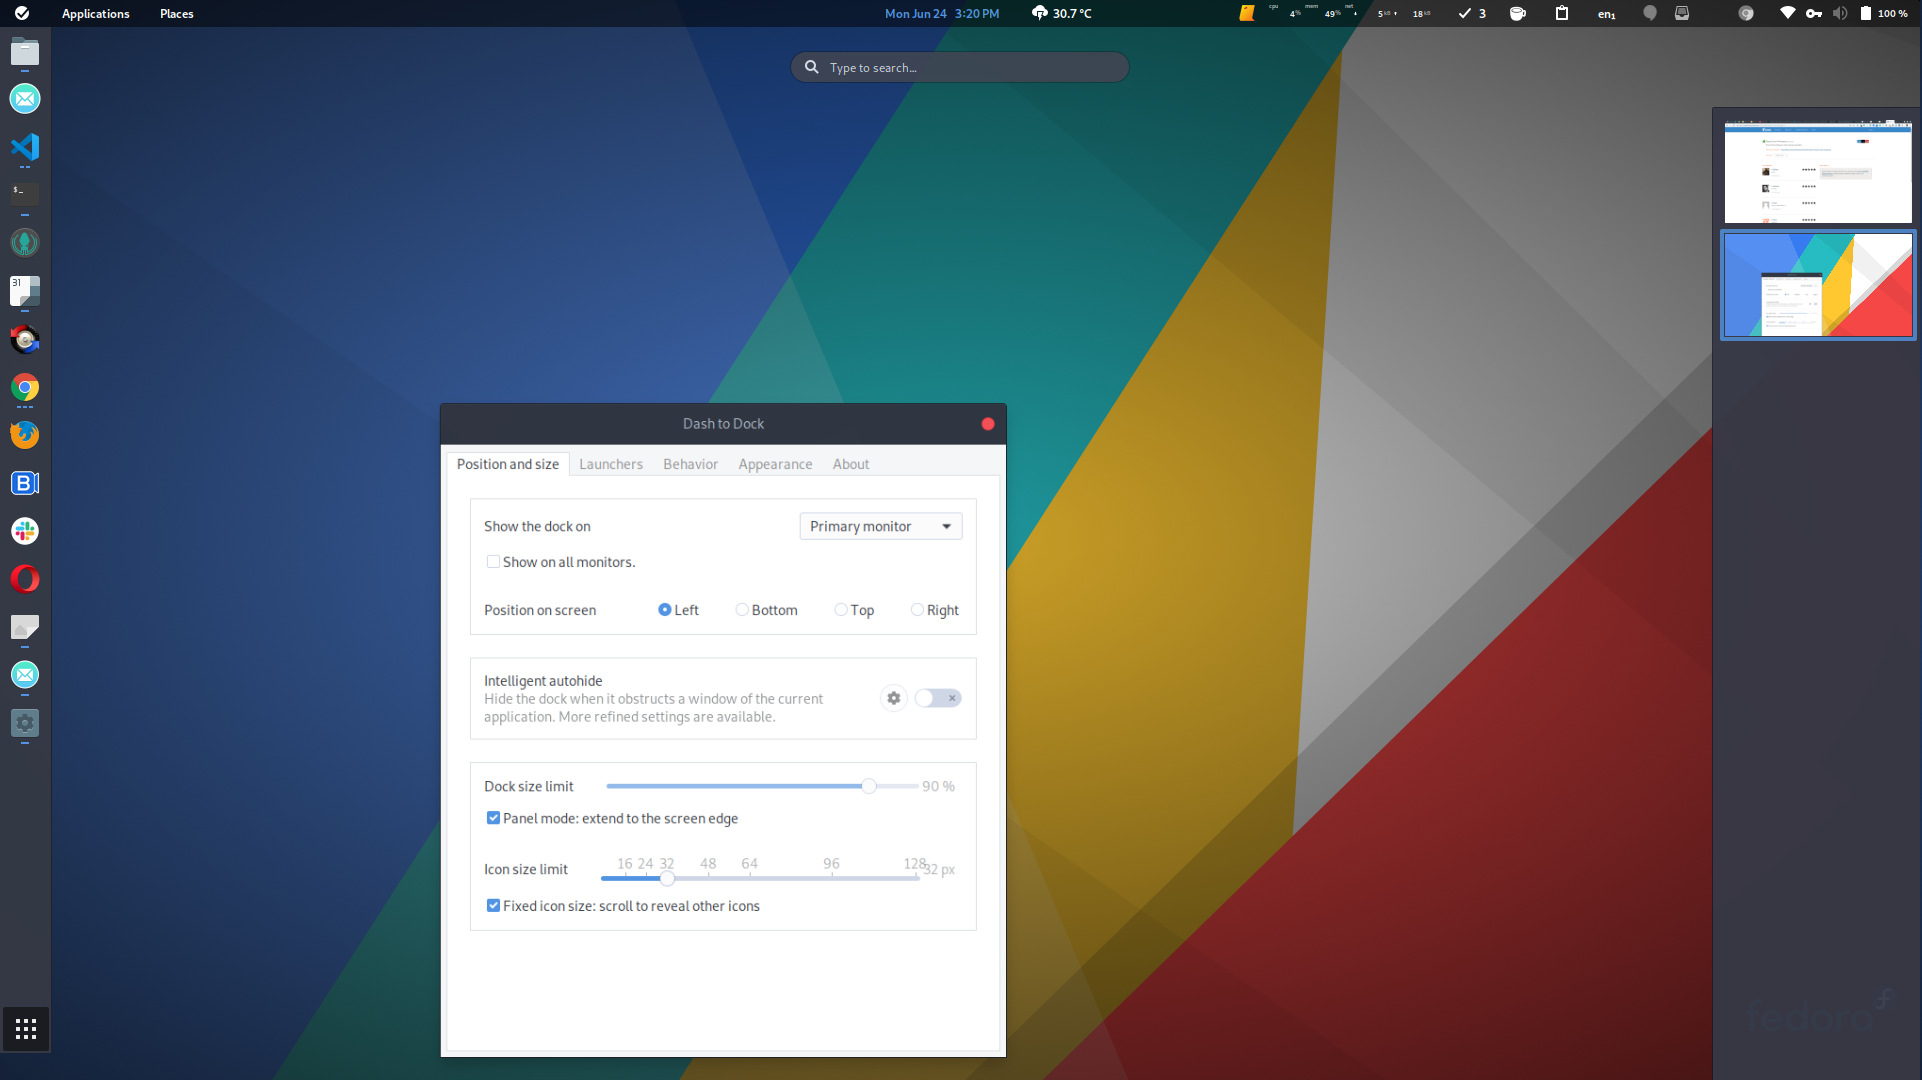 Applications Places Mon Jun 24 3:20 PM 30.7 °C cpu 4% mem 49% net 5 kB 18 kB 3 en₁ 100 %
Type to search…
31
$_
B
Dash to Dock
Position and size Launchers Behavior Appearance About
Show the dock on Primary monitor
Show on all monitors.
Position on screen Left Bottom Top Right
Intelligent autohide
Hide the dock when it obstructs a window of the current
application. More refined settings are available.
Dock size limit 90 %
Panel mode: extend to the screen edge
16 24 32 48 64 96 128
Icon size limit 32 px
Fixed icon size: scroll to reveal other icons
fedora